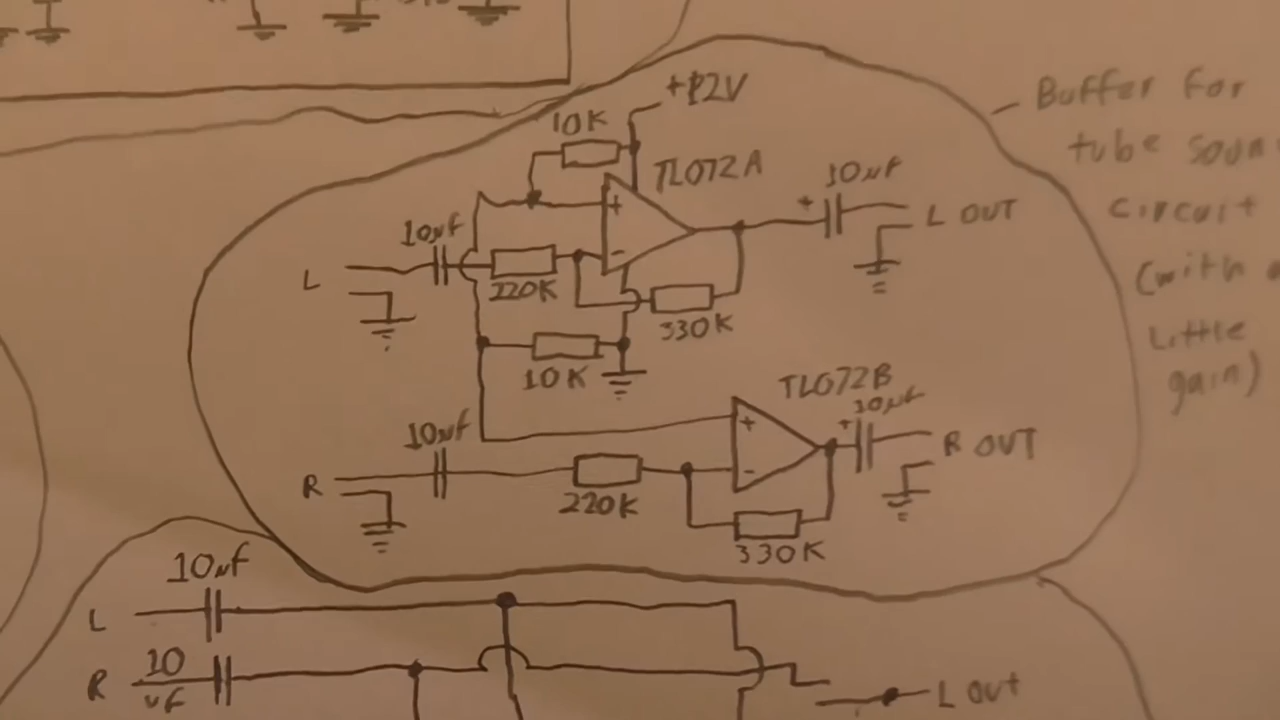 +12V
10K
TL072A
10uF
L OUT
10uF
L
220K
330K
10K
TL072B
10uF
10uF
R OUT
R
220K
330K
Buffer for
tube
circuit
(with
Little
gain)
10uF
L
10
R
uF
L Out